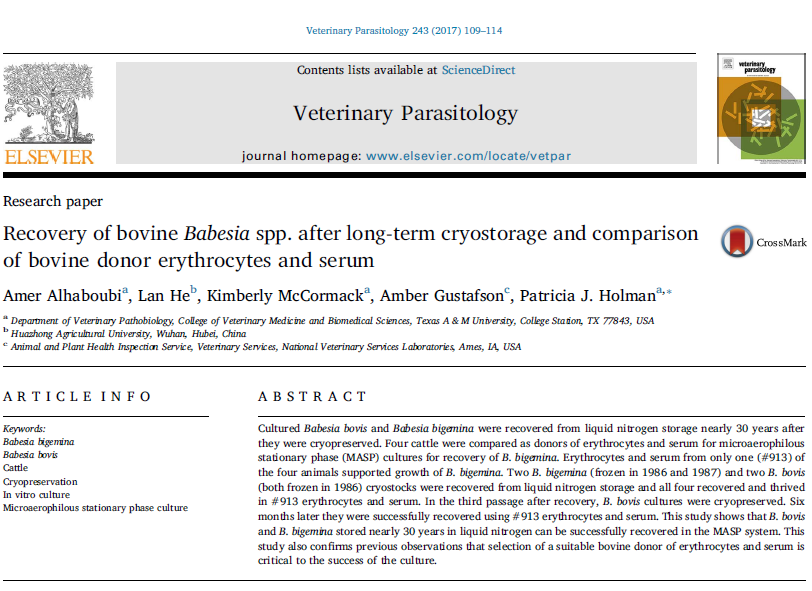 Veterinary Parasitology 243 (2017) 109–114
Contents lists available at ScienceDirect
Veterinary Parasitology
journal homepage: www.elsevier.com/locate/vetpar
ELSEVIER
veterinary
parasitology
Research paper
Recovery of bovine Babesia spp. after long-term cryostorage and comparison
of bovine donor erythrocytes and serum
CrossMark
Amer Alhaboubiᵃ, Lan Heᵇ, Kimberly McCormackᵃ, Amber Gustafsonᶜ, Patricia J. Holmanᵃ,*
ᵃ Department of Veterinary Pathobiology, College of Veterinary Medicine and Biomedical Sciences, Texas A & M University, College Station, TX 77843, USA
ᵇ Huazhong Agricultural University, Wuhan, Hubei, China
ᶜ Animal and Plant Health Inspection Service, Veterinary Services, National Veterinary Services Laboratories, Ames, IA, USA
ARTICLE INFO
Keywords:
Babesia bigemina
Babesia bovis
Cattle
Cryopreservation
In vitro culture
Microaerophilous stationary phase culture
ABSTRACT
Cultured Babesia bovis and Babesia bigemina were recovered from liquid nitrogen storage nearly 30 years after
they were cryopreserved. Four cattle were compared as donors of erythrocytes and serum for microaerophilous
stationary phase (MASP) cultures for recovery of B. bigemina. Erythrocytes and serum from only one (#913) of
the four animals supported growth of B. bigemina. Two B. bigemina (frozen in 1986 and 1987) and two B. bovis
(both frozen in 1986) cryostocks were recovered from liquid nitrogen storage and all four recovered and thrived
in #913 erythrocytes and serum. In the third passage after recovery, B. bovis cultures were cryopreserved. Six
months later they were successfully recovered using #913 erythrocytes and serum. This study shows that B. bovis
and B. bigemina stored nearly 30 years in liquid nitrogen can be successfully recovered in the MASP system. This
study also confirms previous observations that selection of a suitable bovine donor of erythrocytes and serum is
critical to the success of the culture.